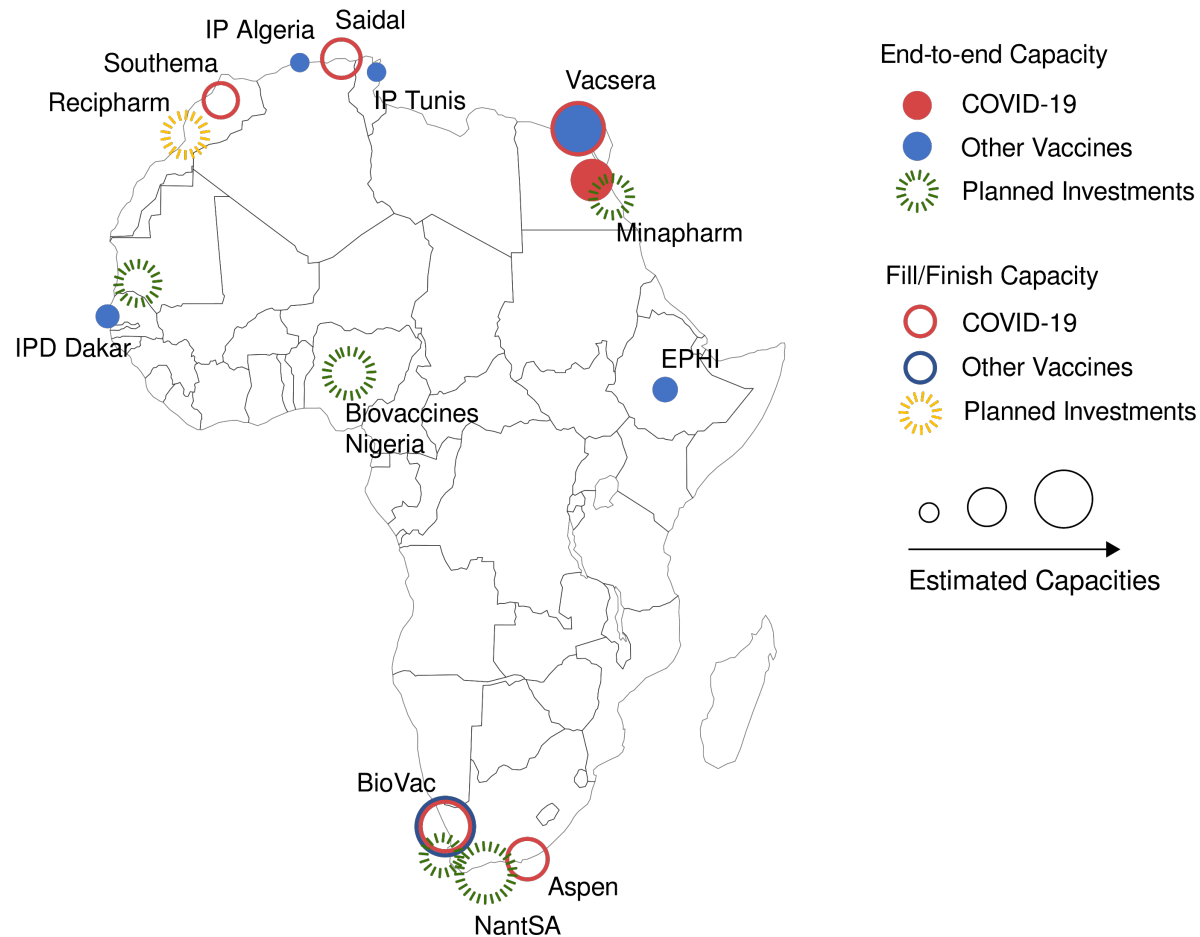 Saidal
IP Algeria
Southema
Recipharm
IP Tunis
Vacsera
Minapharm
IPD Dakar
EPHI
Biovaccines
Nigeria
BioVac
Aspen
NantSA
End-to-end Capacity
COVID-19
Other Vaccines
Planned Investments
Fill/Finish Capacity
COVID-19
Other Vaccines
Planned Investments
Estimated Capacities